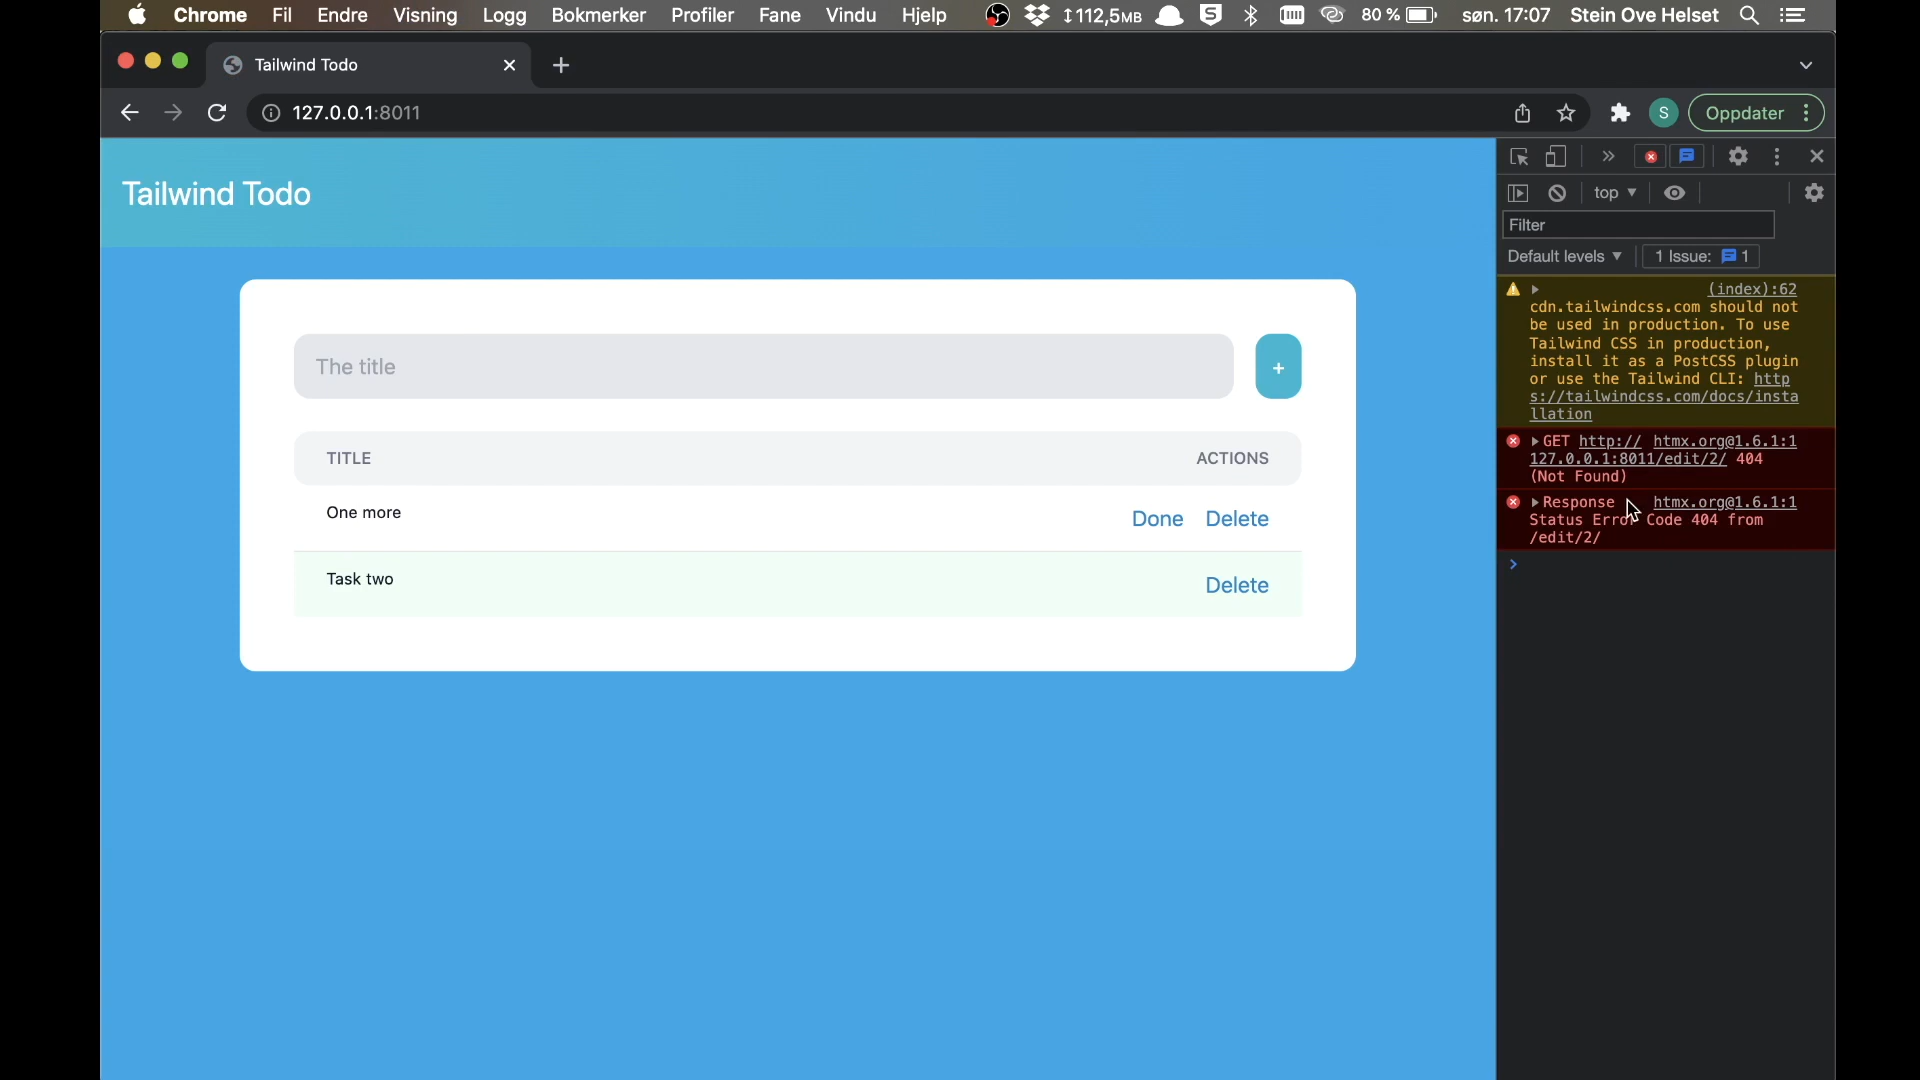 Chrome Fil Endre Visning Logg Bokmerker Profiler Fane Vindu Hjelp ↕112,5MB S 80 % søn. 17:07 Stein Ove Helset
Tailwind Todo
127.0.0.1:8011 S Oppdater
Tailwind Todo
The title
+
TITLE ACTIONS
One more Done Delete
Task two Delete
top
Filter
Default levels 1 Issue: 1
(index):62
cdn.tailwindcss.com should not
be used in production. To use
Tailwind CSS in production,
install it as a PostCSS plugin
or use the Tailwind CLI: http
s://tailwindcss.com/docs/insta
llation
GET http:// htmx.org@1.6.1:1
127.0.0.1:8011/edit/2/ 404
(Not Found)
Response htmx.org@1.6.1:1
Status Error Code 404 from
/edit/2/